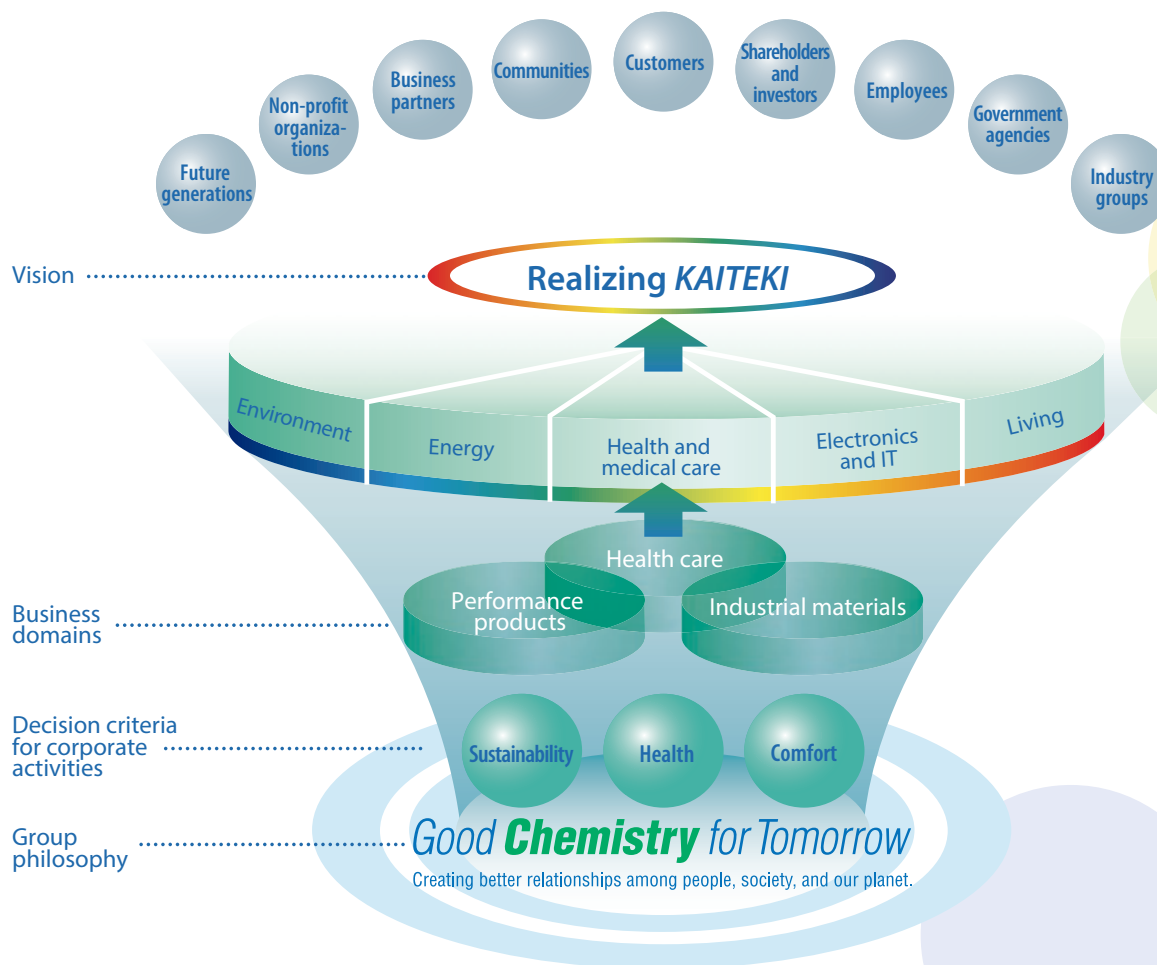 Future
generations
Non-profit
organiza-
tions
Business
partners
Communities
Customers
Shareholders
and
investors
Employees
Government
agencies
Industry
groups
Vision
Realizing KAITEKI
Environment
Energy
Health and
medical care
Electronics
and IT
Living
Business
domains
Health care
Performance
products
Industrial materials
Decision criteria
for corporate
activities
Sustainability
Health
Comfort
Group
philosophy
Good Chemistry for Tomorrow
Creating better relationships among people, society, and our planet.